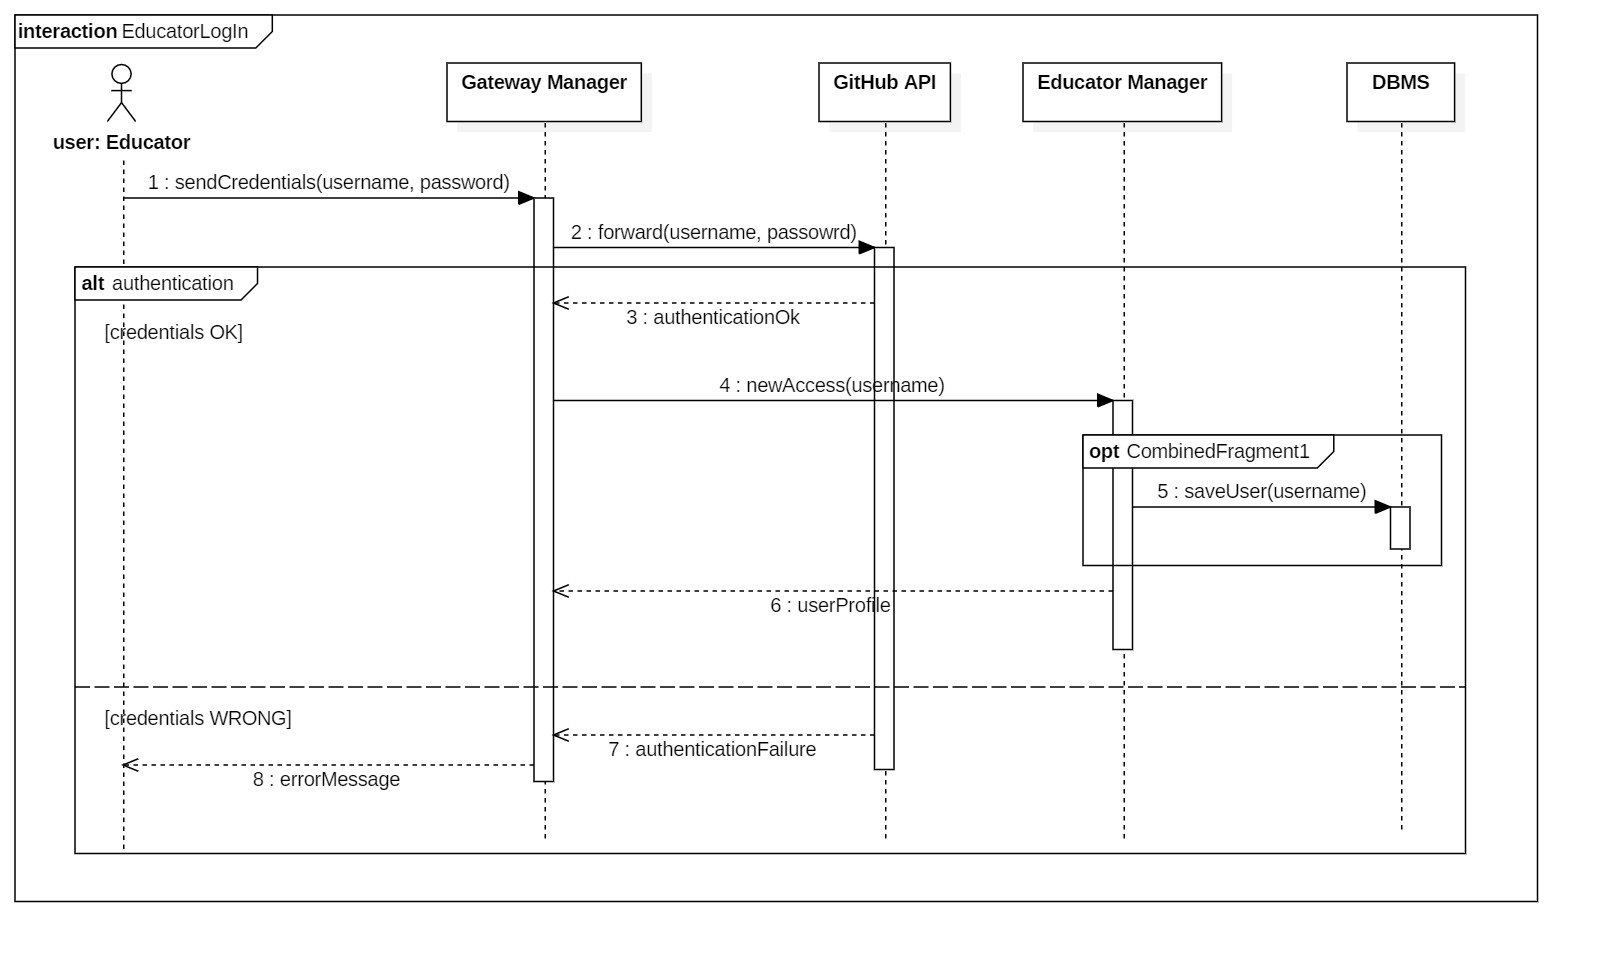 interaction EducatorLogIn
user: Educator
Gateway Manager
GitHub API
Educator Manager
DBMS
1 : sendCredentials(username, password)
2 : forward(username, passowrd)
alt authentication
[credentials OK]
3 : authenticationOk
4 : newAccess(username)
opt CombinedFragment1
5 : saveUser(username)
6 : userProfile
[credentials WRONG]
7 : authenticationFailure
8 : errorMessage